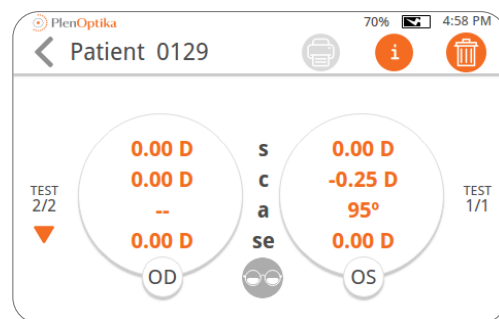 PlenOptika 70% 4:58 PM
Patient 0129 i
0.00 D s 0.00 D
0.00 D c -0.25 D
TEST -- a 95º TEST
2/2 1/1
0.00 D se 0.00 D
OD OS